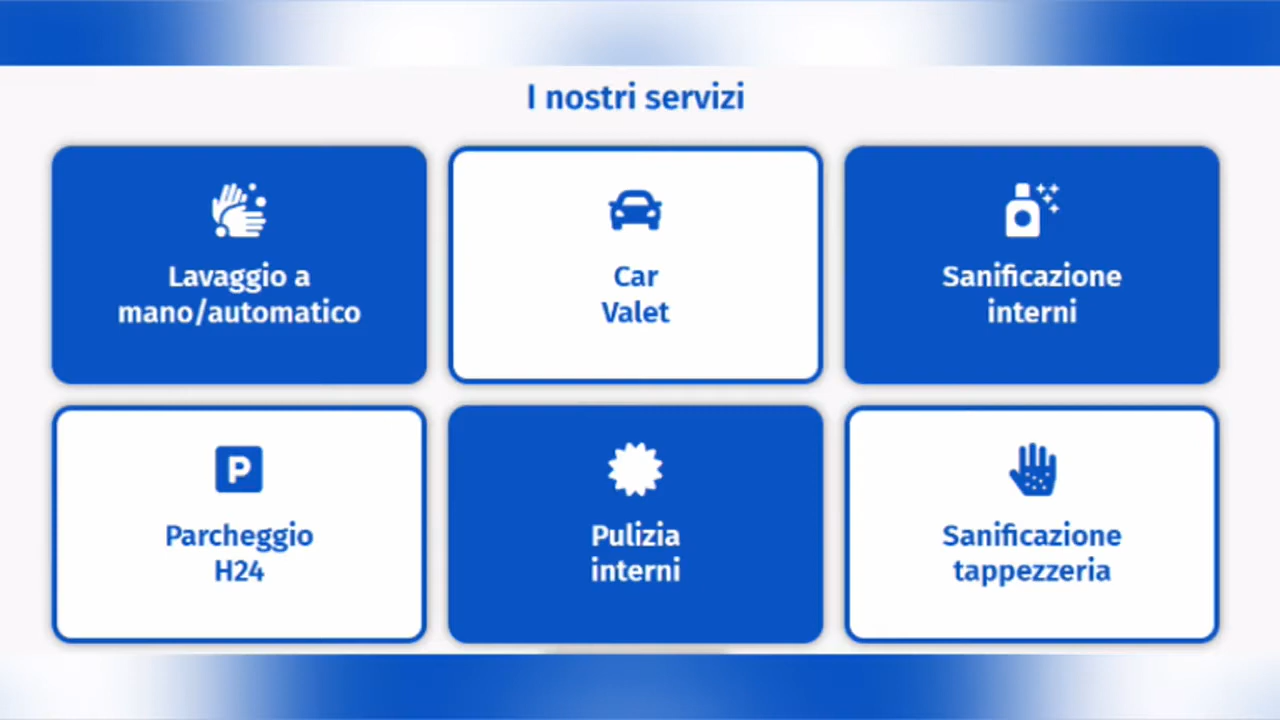 I nostri servizi
Lavaggio a
mano/automatico
Car
Valet
Sanificazione
interni
P
Parcheggio
H24
Pulizia
interni
Sanificazione
tappezzeria